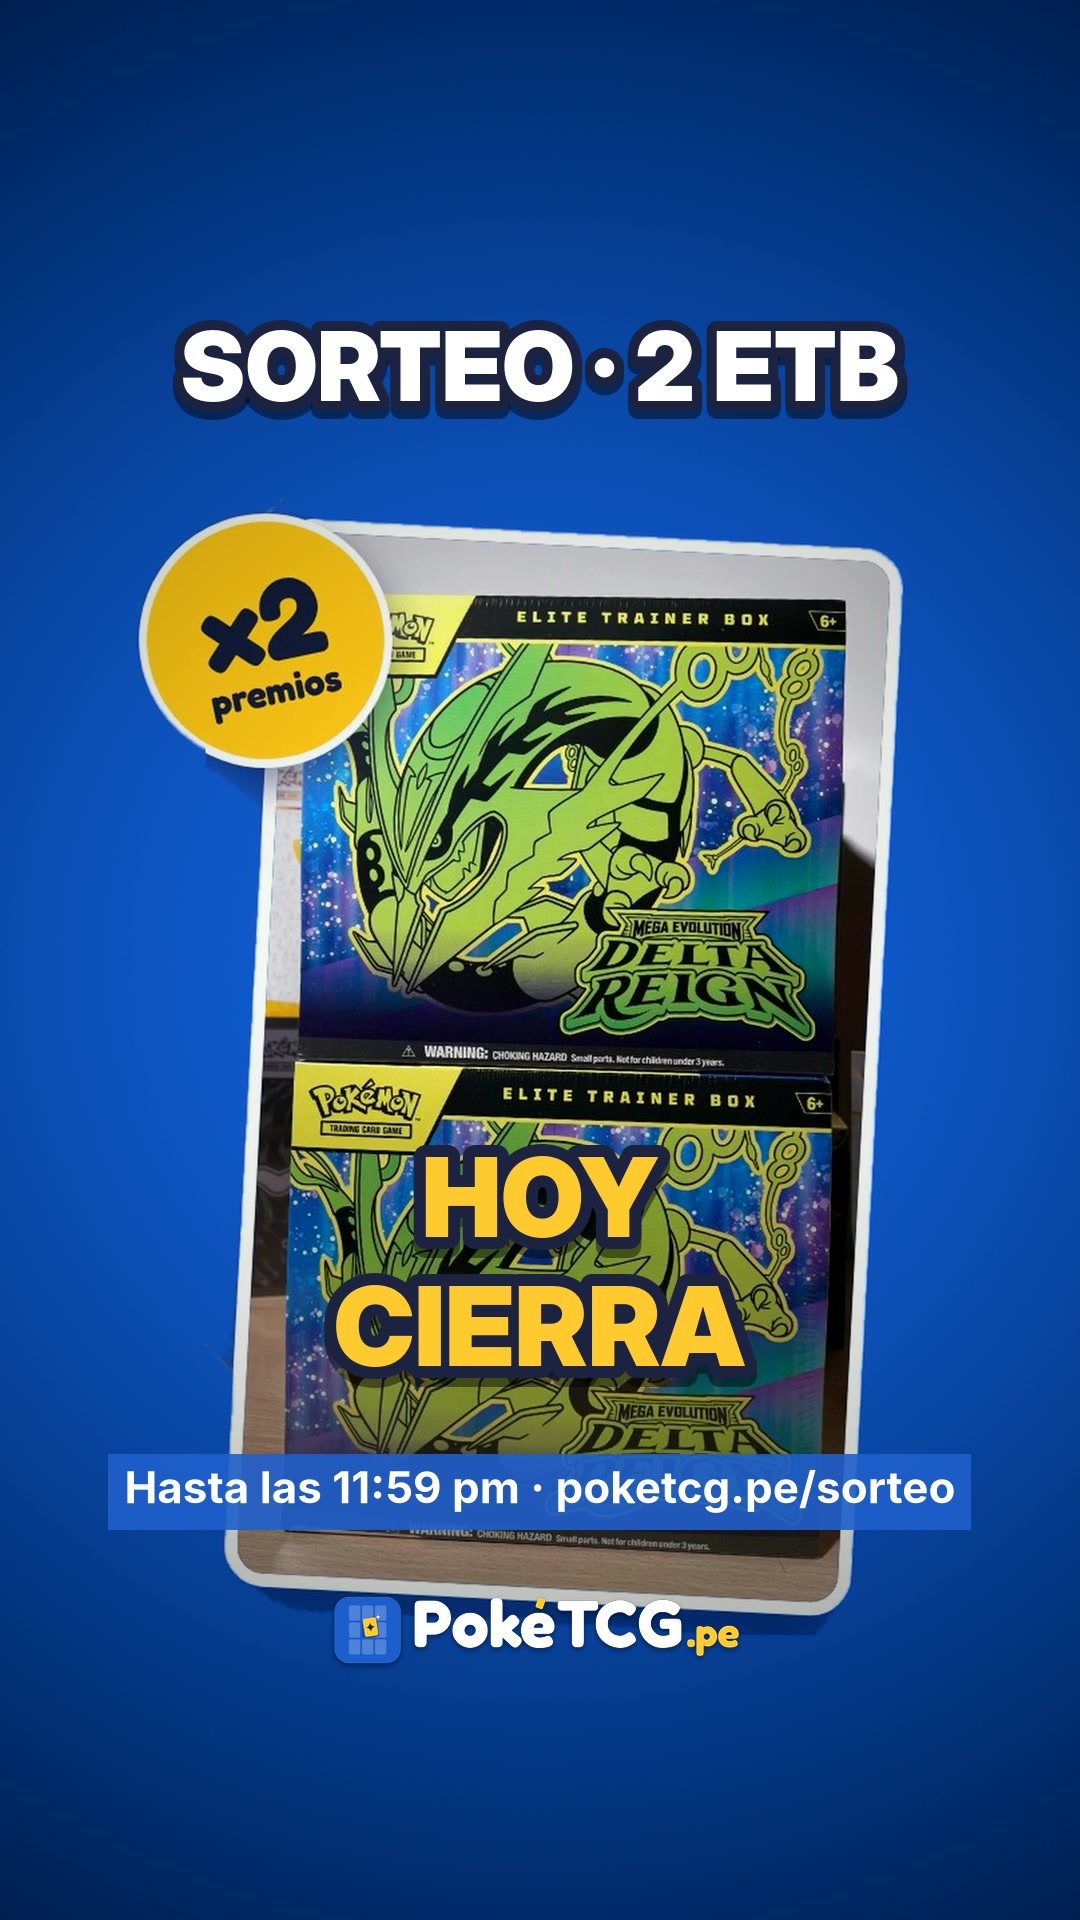 SORTEO · 2 ETB
x2
premios
ELITE TRAINER BOX
6+
GAME
MEGA EVOLUTION
DELTA
REIGN
WARNING: CHOKING HAZARD Small parts. Not for children under 3 years.
POKéMON
TRADING CARD GAME
ELITE TRAINER BOX
6+
HOY
CIERRA
MEGA EVOLUTION
DELTA
Hasta las 11:59 pm · poketcg.pe/sorteo
WARNING: CHOKING HAZARD Small parts. Not for children under 3 years.
PokéTCG.pe